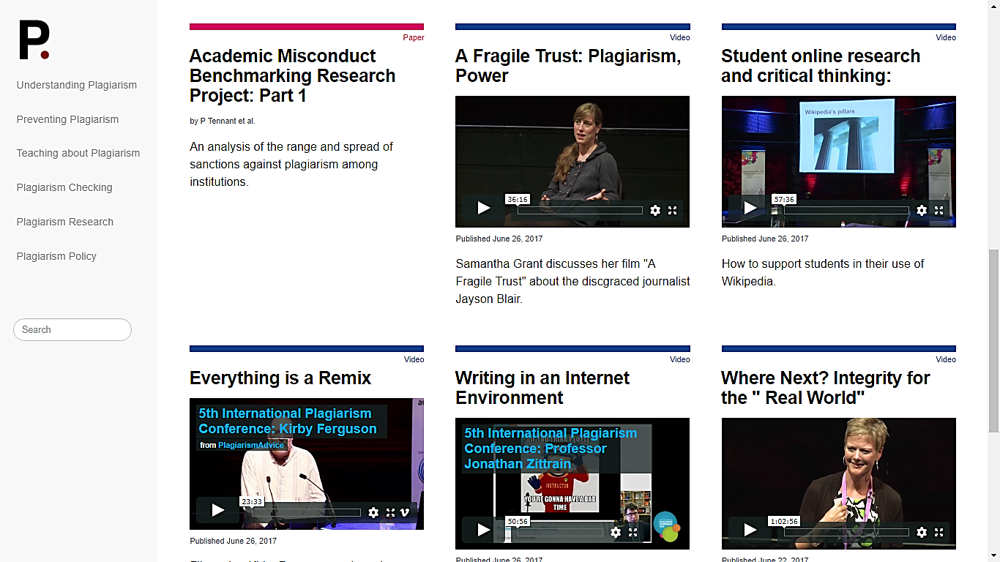 P.
Understanding Plagiarism
Preventing Plagiarism
Teaching about Plagiarism
Plagiarism Checking
Plagiarism Research
Plagiarism Policy
Search
Paper
Academic Misconduct
Benchmarking Research
Project: Part 1
by P Tennant et al.
An analysis of the range and spread of
sanctions against plagiarism among
institutions.
Video
A Fragile Trust: Plagiarism,
Power
36:16
Published June 26, 2017
Samantha Grant discusses her film "A
Fragile Trust" about the discgraced journalist
Jayson Blair.
Video
Student online research
and critical thinking:
Wikipedia's pillars
57:36
Published June 26, 2017
How to support students in their use of
Wikipedia.
Video
Everything is a Remix
5th International Plagiarism
Conference: Kirby Ferguson
from PlagiarismAdvice
23:33
Published June 26, 2017
Video
Writing in an Internet
Environment
5th International Plagiarism
Conference: Professor
Jonathan Zittrain
IF YOU THINK PEOPLE
INSTRUCTOR
YOU'RE GONNA HAVE A BAD
TIME
50:56
Harvard University
Published June 26, 2017
Video
Where Next? Integrity for
the " Real World"
1:02:56
Published June 22, 2017